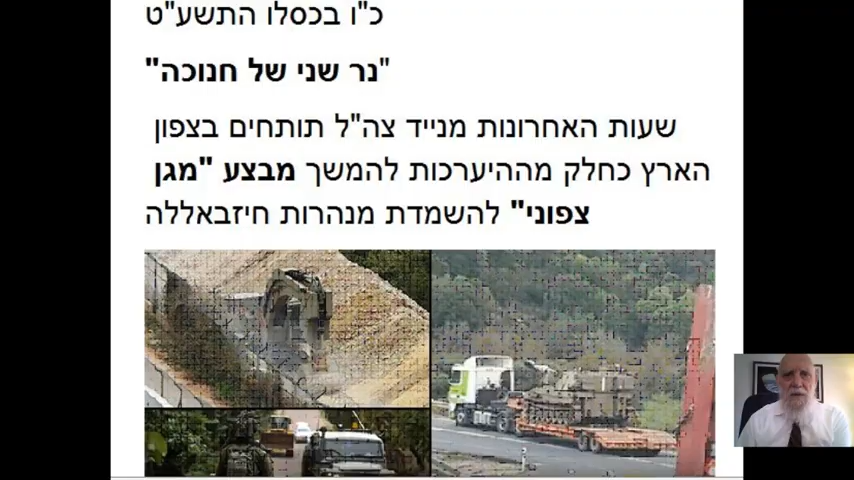 כ"ו בכסלו התשע"ט
"נר שני של חנוכה"
שעות האחרונות מנייד צה"ל תותחים בצפון
הארץ כחלק מההיערכות להמשך מבצע "מגן
צפוני" להשמדת מנהרות חיזבאללה